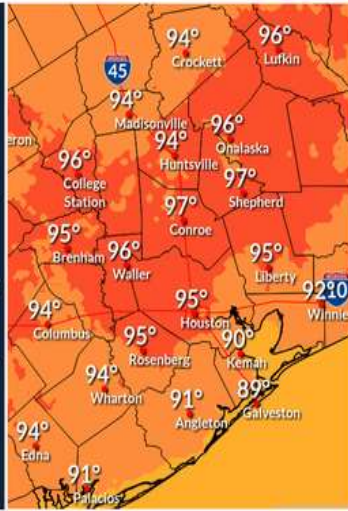 94°
Crockett
96°
Lufkin
45
94°
Madisonville
94°
Huntsville
96°
Onalaska
eron
96°
College
Station
97°
Shepherd
97°
Conroe
95°
Brenham
96°
Waller
95°
Liberty
92°
10
Winnie
94°
Columbus
95°
Houston
95°
Rosenberg
90°
Kemah
94°
Wharton
91°
Angleton
89°
Galveston
94°
Edna
91°
Palacios